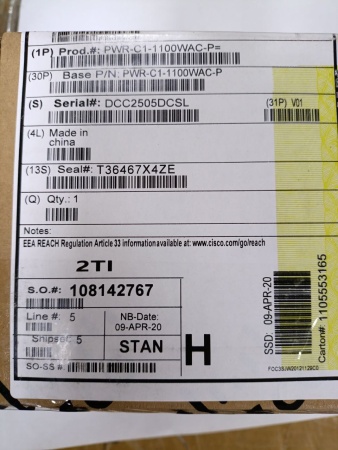 (1P) Prod.#: PWR-C1-1100WAC-P=
(30P) Base P/N: PWR-C1-1100WAC-P
(S) Serial#: DCC2505DCSL
(31P) V01
(4L) Made in
china
(13S) Seal#: T36467X4ZE
(Q) Qty.: 1
Notes:
EEA REACH Regulation Article 33 information available at: www.cisco.com/go/reach
2TI
S.O.#: 108142767
Line #: 5
NB-Date:
09-APR-20
Shipset: 5
STAN
H
SO-SS #
SSD: 09-APR-20
Carton#: 1105553165